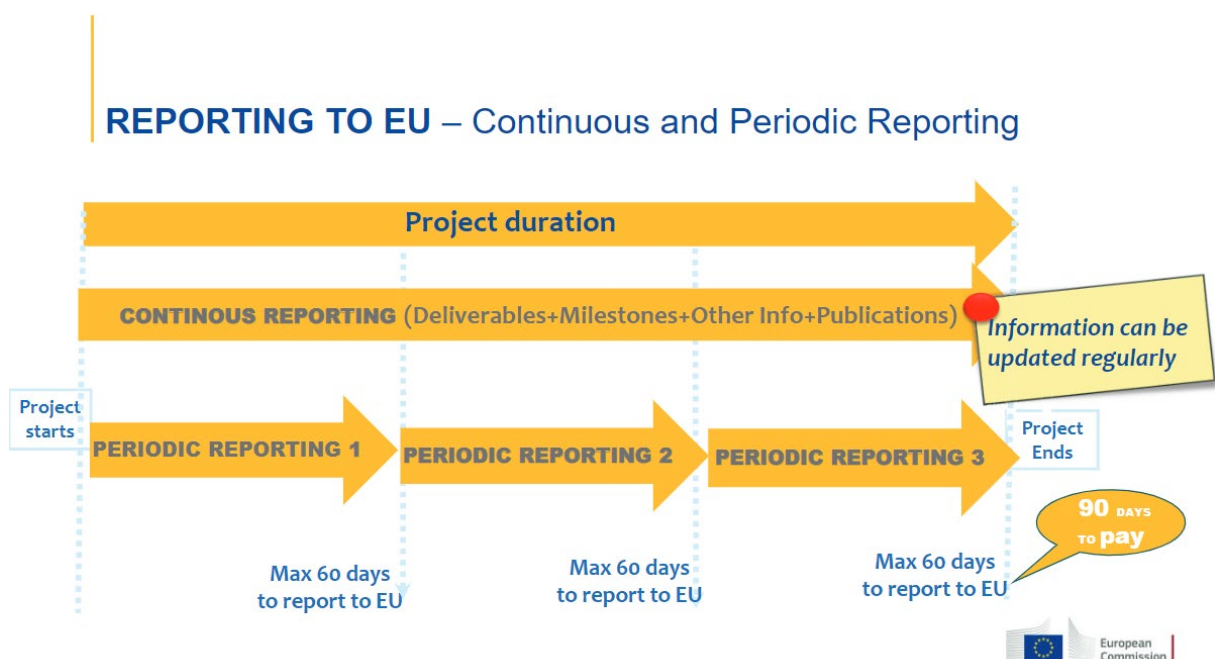 REPORTING TO EU – Continuous and Periodic Reporting
Project duration
CONTINOUS REPORTING (Deliverables+Milestones+Other Info+Publications)
Information can be
updated regularly
Project
starts
PERIODIC REPORTING 1
PERIODIC REPORTING 2
PERIODIC REPORTING 3
Project
Ends
90 DAYS
TO pay
Max 60 days
to report to EU
Max 60 days
to report to EU
Max 60 days
to report to EU
European
Commission